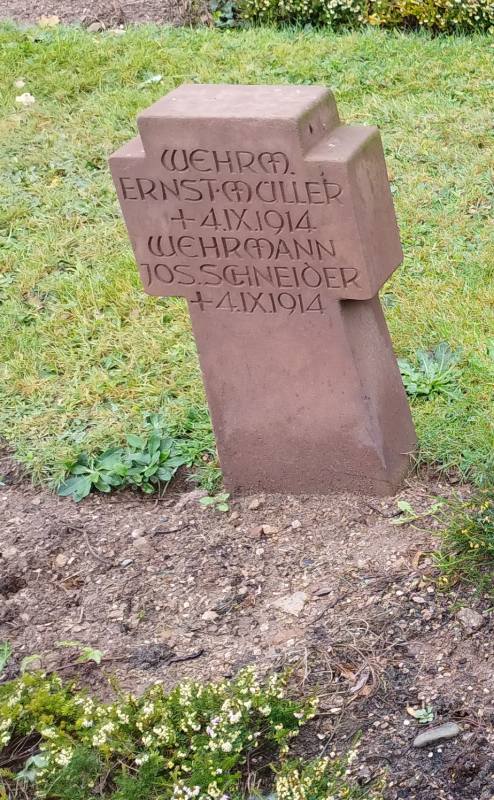 WEHRM.
ERNST·MÜLLER
+4.IX.1914
WEHRMANN
JOS.SCHNEIDER
+4.IX.1914